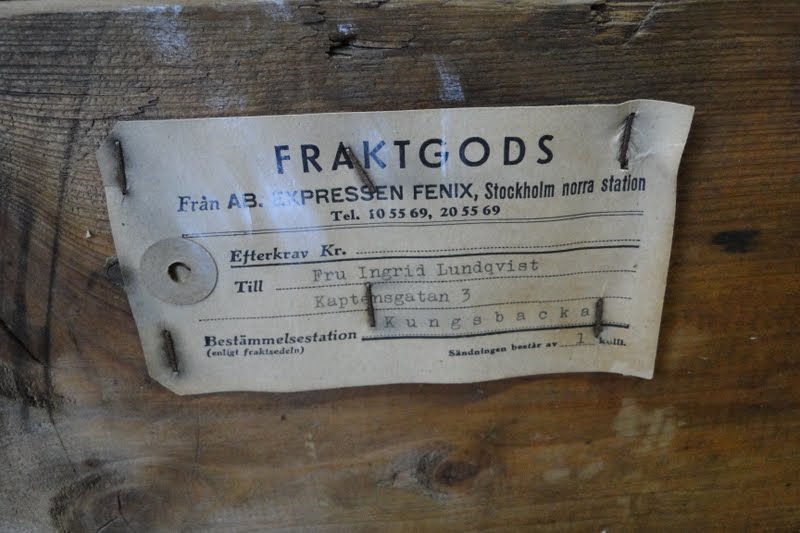 FRAKTGODS
Från AB. EXPRESSEN FENIX, Stockholm norra station
Tel. 10 55 69, 20 55 69
Efterkrav Kr.
Till Fru Ingrid Lundqvist
Kaptensgatan 3
Kungsbacka
Bestämmelsestation
(enligt fraktsedeln)
Sändningen består av 1 kolli.